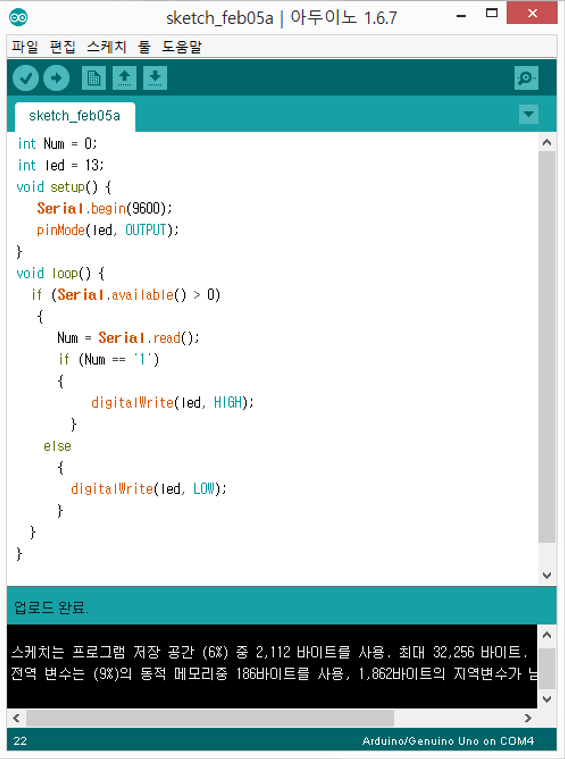 sketch_feb05a | 아두이노 1.6.7
파일 편집 스케치 툴 도움말
sketch_feb05a
int Num = 0;
int led = 13;
void setup() {
Serial.begin(9600);
pinMode(led, OUTPUT);
}
void loop() {
if (Serial.available() > 0)
{
Num = Serial.read();
if (Num == '1')
{
digitalWrite(led, HIGH);
}
else
{
digitalWrite(led, LOW);
}
}
}
업로드 완료.
스케치는 프로그램 저장 공간 (6%) 중 2,112 바이트를 사용. 최대 32,256 바이트.
전역 변수는 (9%)의 동적 메모리중 186바이트를 사용, 1,862바이트의 지역변수가
22
Arduino/Genuino Uno on COM4